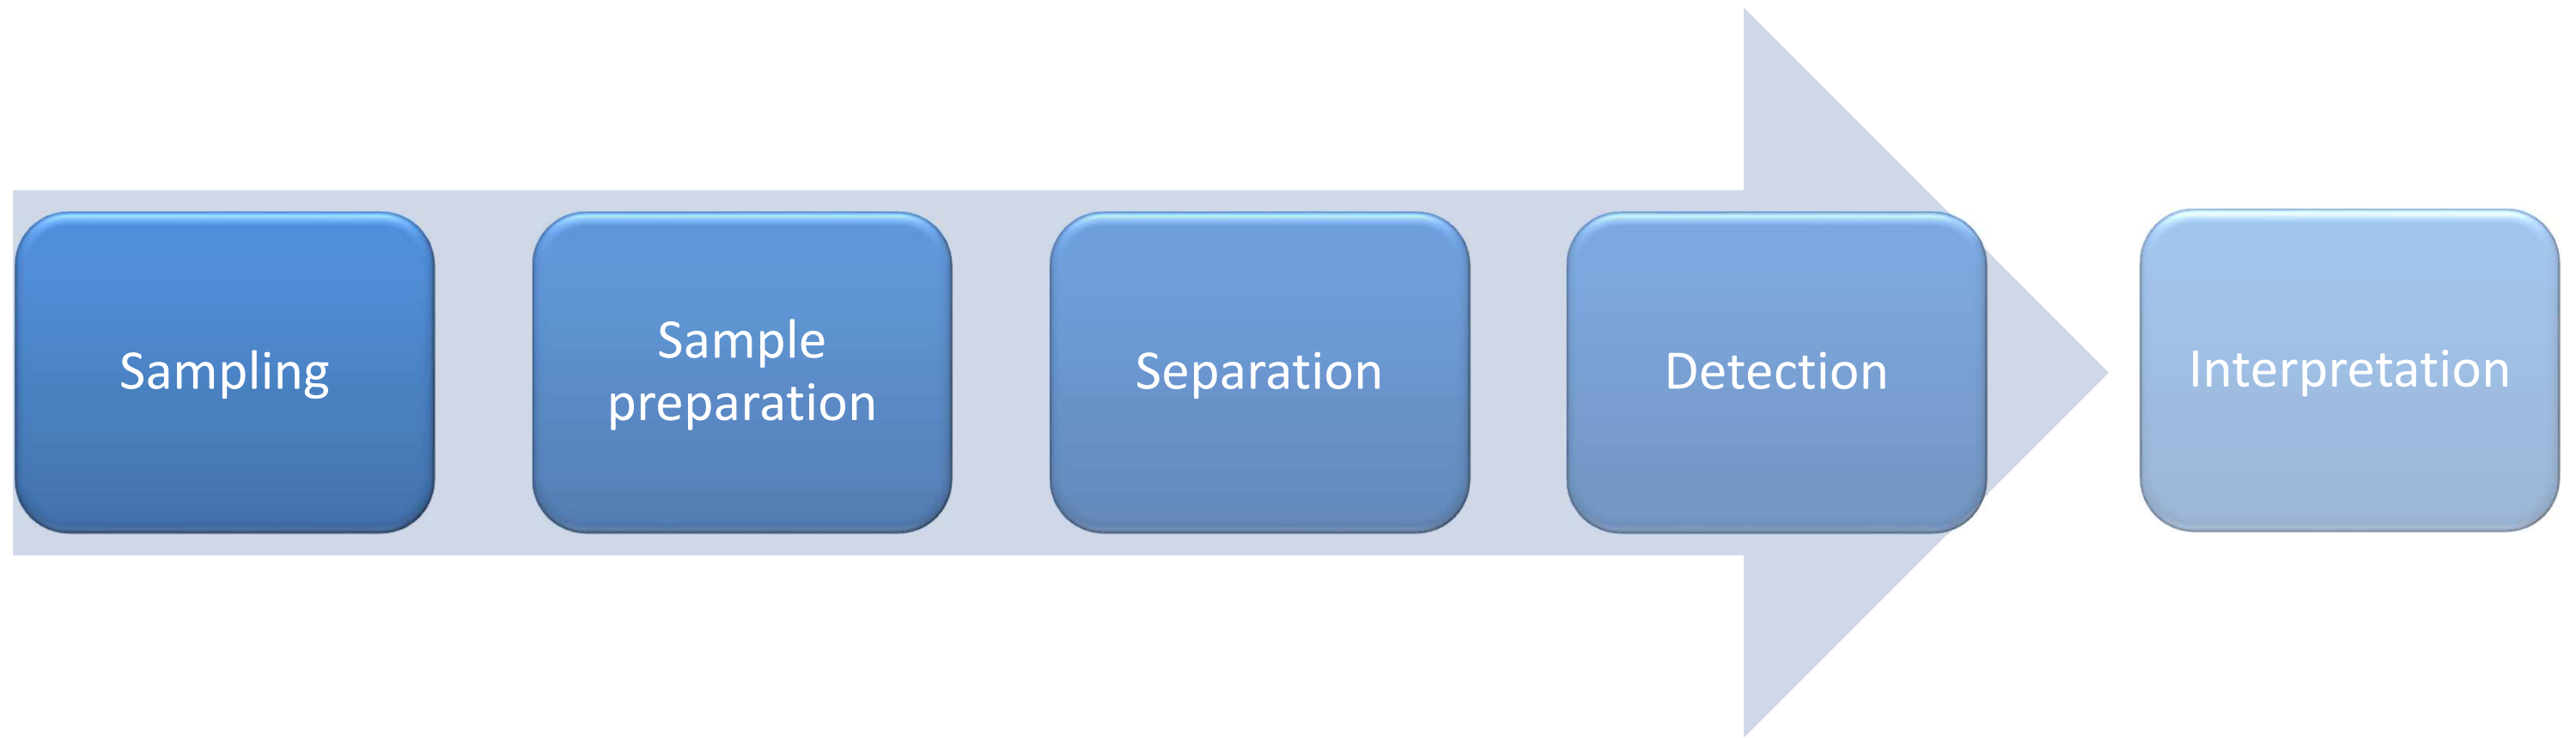 Sampling
Sample
preparation
Separation
Detection
Interpretation